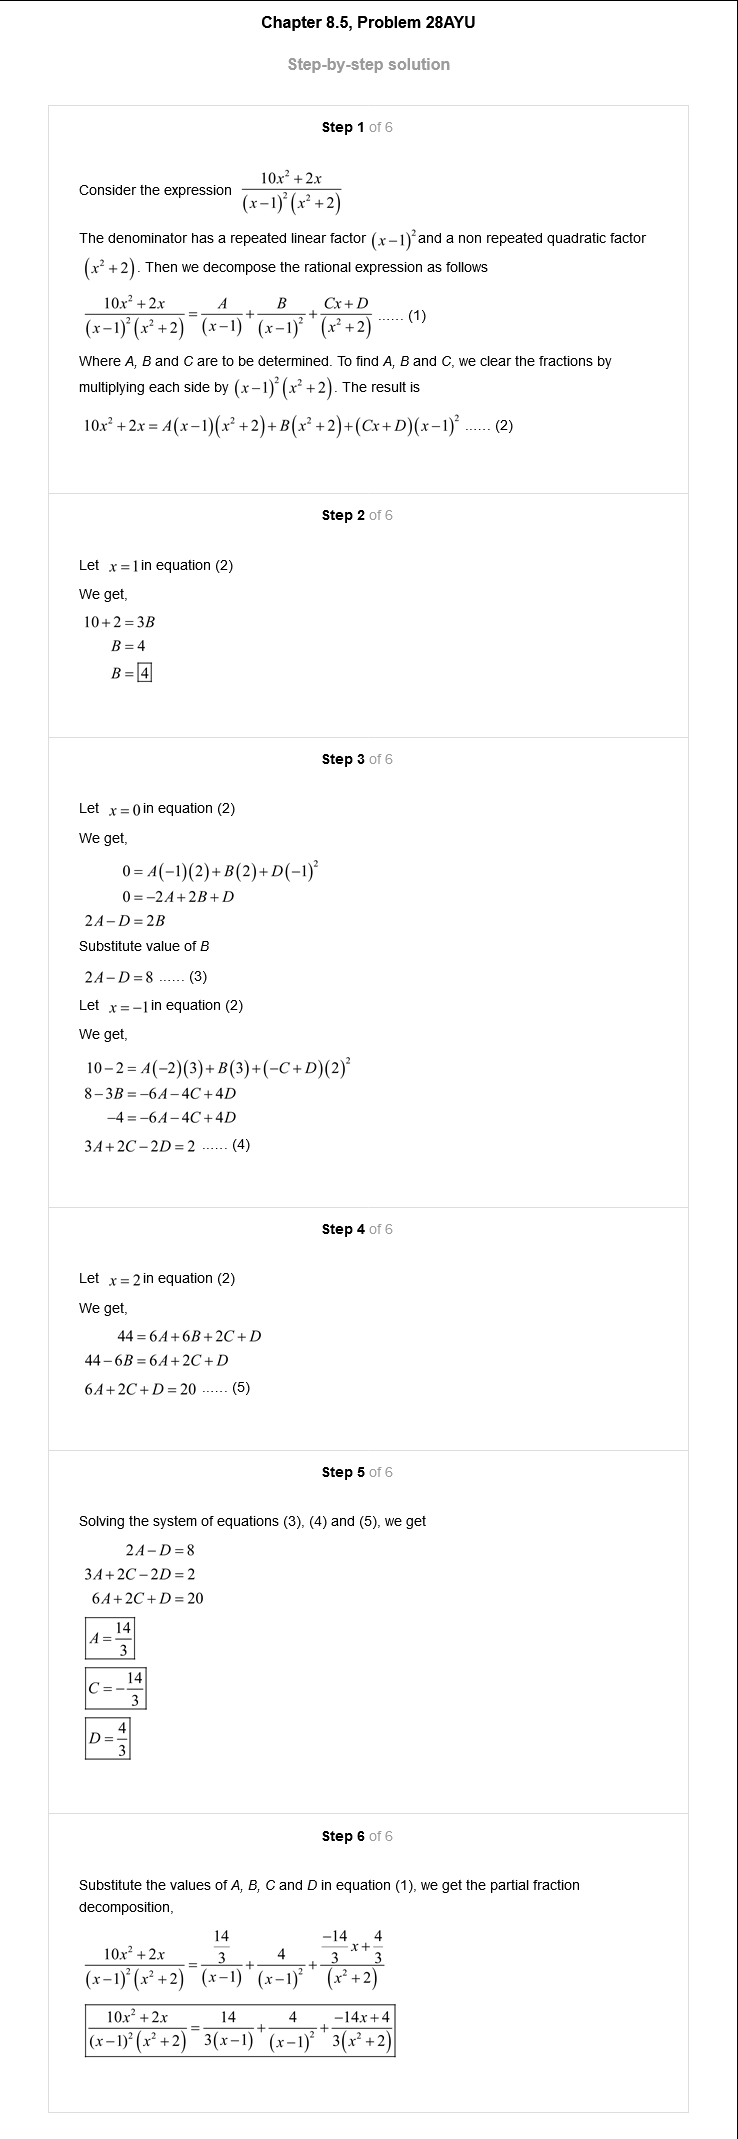 Chapter 8.5, Problem 28AYU
Step-by-step solution
Step 1 of 6
Consider the expression \frac{10x^2+2x}{(x-1)^2(x^2+2)}
The denominator has a repeated linear factor (x-1)^2 and a non repeated quadratic factor
(x^2+2). Then we decompose the rational expression as follows
\frac{10x^2+2x}{(x-1)^2(x^2+2)} = \frac{A}{(x-1)} + \frac{B}{(x-1)^2} + \frac{Cx+D}{(x^2+2)} ...... (1)
Where A, B and C are to be determined. To find A, B and C, we clear the fractions by
multiplying each side by (x-1)^2(x^2+2). The result is
10x^2+2x = A(x-1)(x^2+2)+B(x^2+2)+(Cx+D)(x-1)^2 ...... (2)
Step 2 of 6
Let x=1 in equation (2)
We get,
10+2=3B
B=4
B=4
Step 3 of 6
Let x=0 in equation (2)
We get,
0=A(-1)(2)+B(2)+D(-1)^2
0=-2A+2B+D
2A-D=2B
Substitute value of B
2A-D=8 ...... (3)
Let x=-1 in equation (2)
We get,
10-2=A(-2)(3)+B(3)+(-C+D)(2)^2
8-3B=-6A-4C+4D
-4=-6A-4C+4D
3A+2C-2D=2 ...... (4)
Step 4 of 6
Let x=2 in equation (2)
We get,
44=6A+6B+2C+D
44-6B=6A+2C+D
6A+2C+D=20 ...... (5)
Step 5 of 6
Solving the system of equations (3), (4) and (5), we get
2A-D=8
3A+2C-2D=2
6A+2C+D=20
A=\frac{14}{3}
C=-\frac{14}{3}
D=\frac{4}{3}
Step 6 of 6
Substitute the values of A, B, C and D in equation (1), we get the partial fraction
decomposition,
\frac{10x^2+2x}{(x-1)^2(x^2+2)} = \frac{\frac{14}{3}}{(x-1)} + \frac{4}{(x-1)^2} + \frac{\frac{-14}{3}x+\frac{4}{3}}{(x^2+2)}
\frac{10x^2+2x}{(x-1)^2(x^2+2)} = \frac{14}{3(x-1)} + \frac{4}{(x-1)^2} + \frac{-14x+4}{3(x^2+2)}